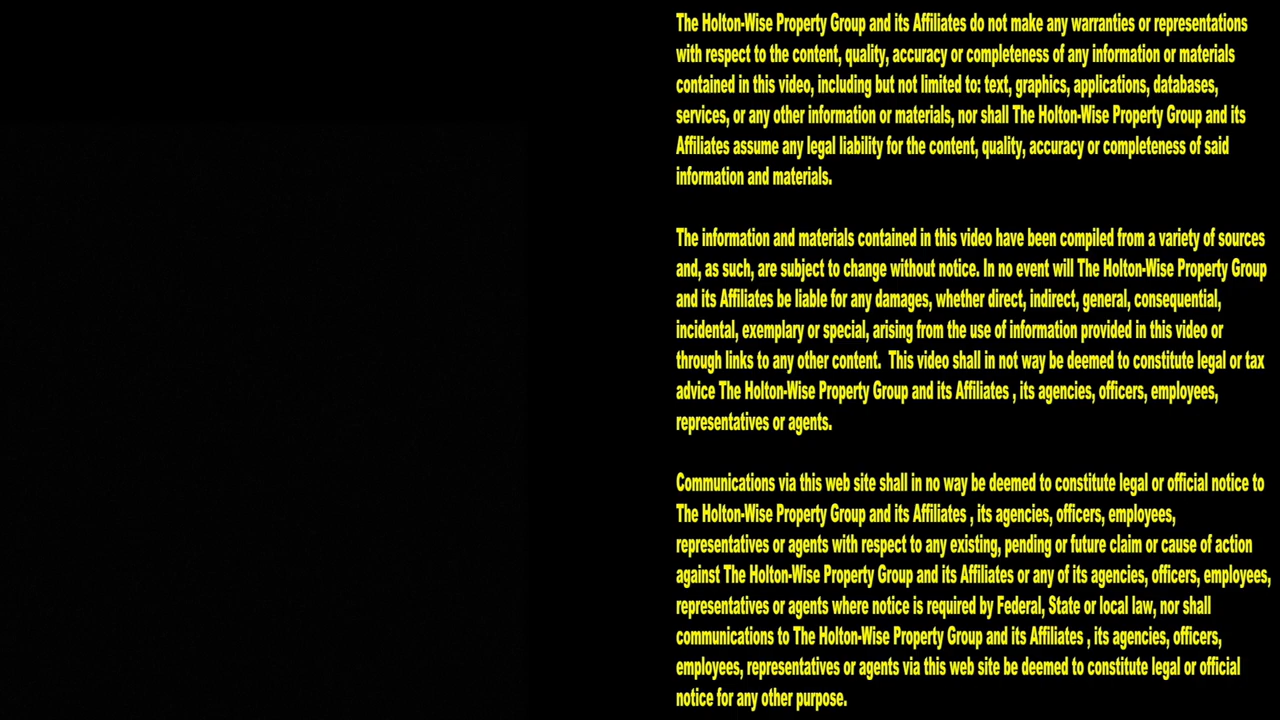 The Holton-Wise Property Group and its Affiliates do not make any warranties or representations
with respect to the content, quality, accuracy or completeness of any information or materials
contained in this video, including but not limited to: text, graphics, applications, databases,
services, or any other information or materials, nor shall The Holton-Wise Property Group and its
Affiliates assume any legal liability for the content, quality, accuracy or completeness of said
information and materials.
The information and materials contained in this video have been compiled from a variety of sources
and, as such, are subject to change without notice. In no event will The Holton-Wise Property Group
and its Affiliates be liable for any damages, whether direct, indirect, general, consequential,
incidental, exemplary or special, arising from the use of information provided in this video or
through links to any other content.  This video shall in not way be deemed to constitute legal or tax
advice The Holton-Wise Property Group and its Affiliates , its agencies, officers, employees,
representatives or agents.
Communications via this web site shall in no way be deemed to constitute legal or official notice to
The Holton-Wise Property Group and its Affiliates , its agencies, officers, employees,
representatives or agents with respect to any existing, pending or future claim or cause of action
against The Holton-Wise Property Group and its Affiliates or any of its agencies, officers, employees,
representatives or agents where notice is required by Federal, State or local law, nor shall
communications to The Holton-Wise Property Group and its Affiliates , its agencies, officers,
employees, representatives or agents via this web site be deemed to constitute legal or official
notice for any other purpose.